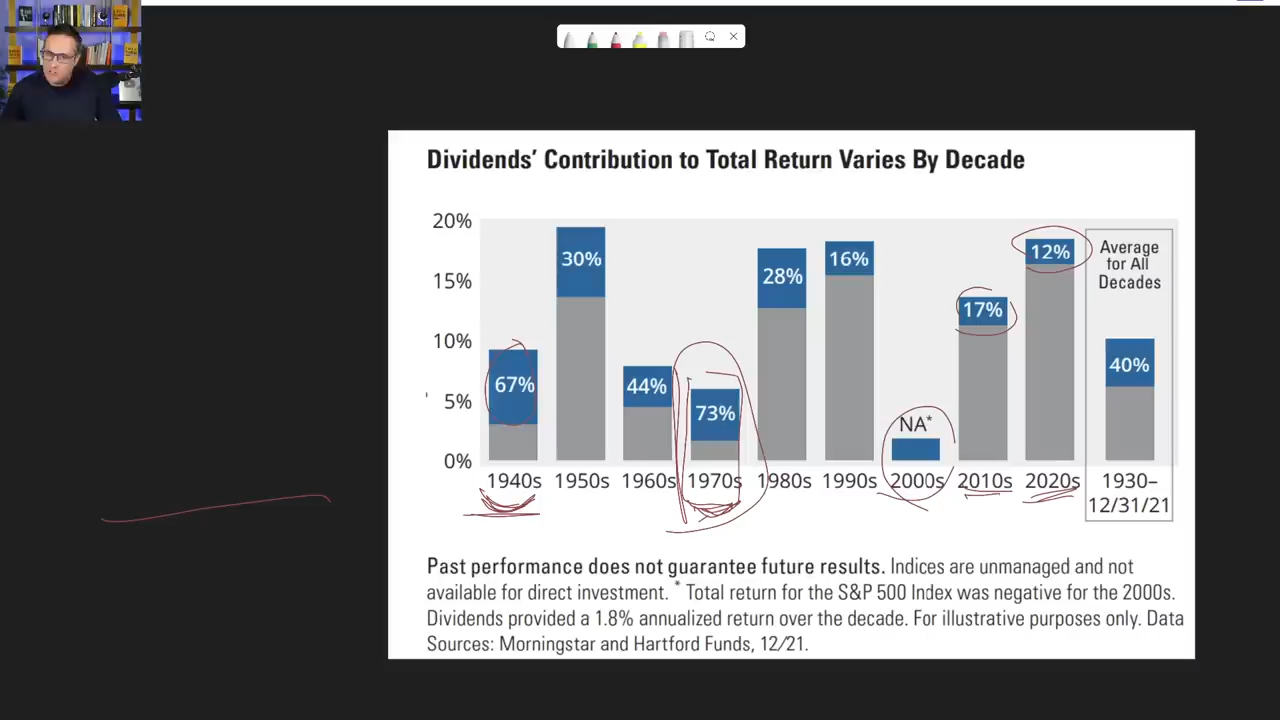 Dividends' Contribution to Total Return Varies By Decade
20%
15%
10%
5%
0%
67%
30%
44%
73%
28%
16%
NA*
17%
12%
40%
Average
for All
Decades
1940s
1950s
1960s
1970s
1980s
1990s
2000s
2010s
2020s
1930–
12/31/21
Past performance does not guarantee future results. Indices are unmanaged and not
available for direct investment. * Total return for the S&P 500 Index was negative for the 2000s.
Dividends provided a 1.8% annualized return over the decade. For illustrative purposes only. Data
Sources: Morningstar and Hartford Funds, 12/21.